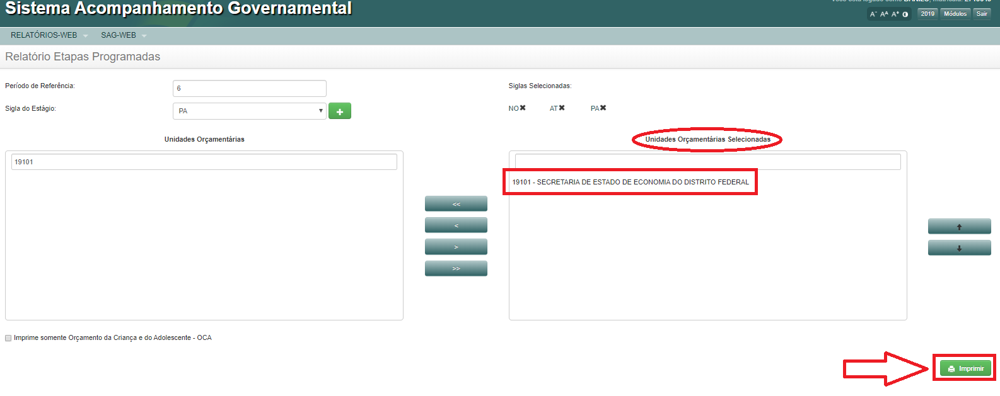 Sistema Acompanhamento Governamental
A⁻ Aᴬ A⁺ 2019 Módulos Sair
RELATÓRIOS-WEB SAG-WEB
Relatório Etapas Programadas
Período de Referência: 6 Siglas Selecionadas:
Sigla do Estágio: PA + NO✖ AT✖ PA✖
Unidades Orçamentárias Unidades Orçamentárias Selecionadas
19101
19101 - SECRETARIA DE ESTADO DE ECONOMIA DO DISTRITO FEDERAL
<<
<
>
>>
Imprime somente Orçamento da Criança e do Adolescente - OCA
Imprimir